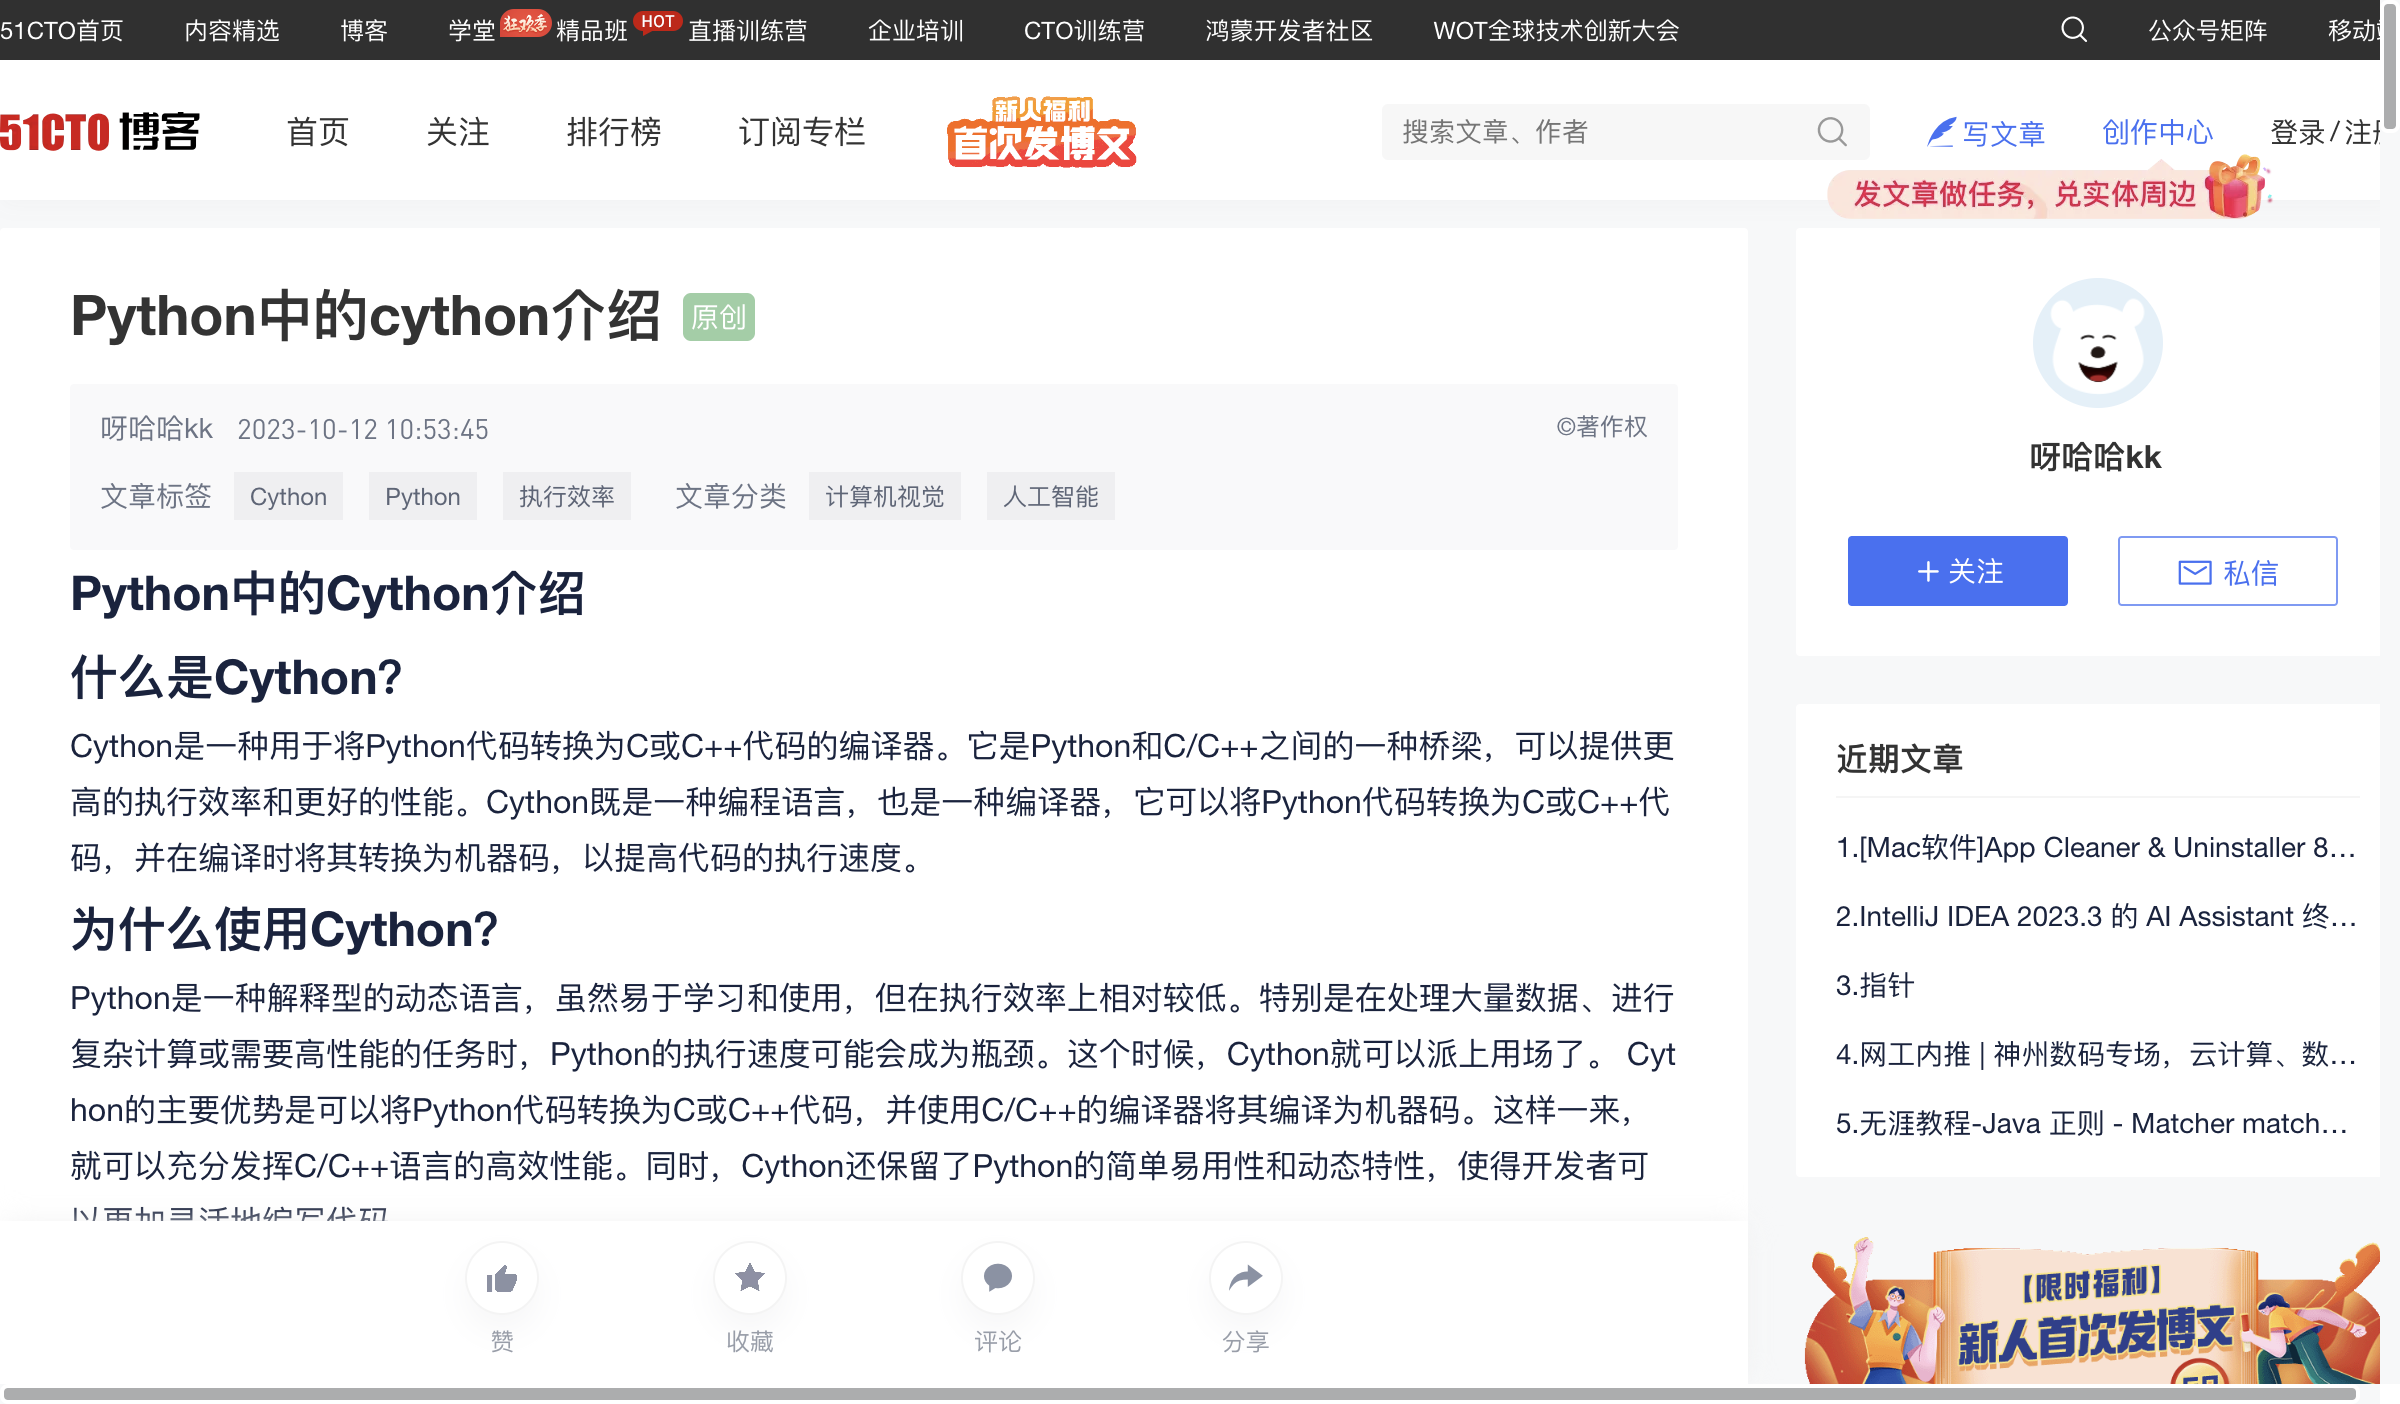 51CTO首页 内容精选 博客 学堂 狂欢季 精品班 HOT 直播训练营 企业培训 CTO训练营 鸿蒙开发者社区 WOT全球技术创新大会 公众号矩阵 移动
51CTO 博客 首页 关注 排行榜 订阅专栏 新人福利 首次发博文 搜索文章、作者 写文章 创作中心 登录/注册
发文章做任务，兑实体周边
Python中的cython介绍 原创
呀哈哈kk 2023-10-12 10:53:45 ©著作权
文章标签 Cython Python 执行效率 文章分类 计算机视觉 人工智能
Python中的Cython介绍
什么是Cython？
Cython是一种用于将Python代码转换为C或C++代码的编译器。它是Python和C/C++之间的一种桥梁，可以提供更
高的执行效率和更好的性能。Cython既是一种编程语言，也是一种编译器，它可以将Python代码转换为C或C++代
码，并在编译时将其转换为机器码，以提高代码的执行速度。
为什么使用Cython？
Python是一种解释型的动态语言，虽然易于学习和使用，但在执行效率上相对较低。特别是在处理大量数据、进行
复杂计算或需要高性能的任务时，Python的执行速度可能会成为瓶颈。这个时候，Cython就可以派上用场了。 Cyt
hon的主要优势是可以将Python代码转换为C或C++代码，并使用C/C++的编译器将其编译为机器码。这样一来，
就可以充分发挥C/C++语言的高效性能。同时，Cython还保留了Python的简单易用性和动态特性，使得开发者可
以更加灵活地编写代码
赞 收藏 评论 分享
呀哈哈kk
+ 关注 私信
近期文章
1.[Mac软件]App Cleaner & Uninstaller 8…
2.IntelliJ IDEA 2023.3 的 AI Assistant 终…
3.指针
4.网工内推 | 神州数码专场，云计算、数…
5.无涯教程-Java 正则 - Matcher match…
【限时福利】
新人首次发博文